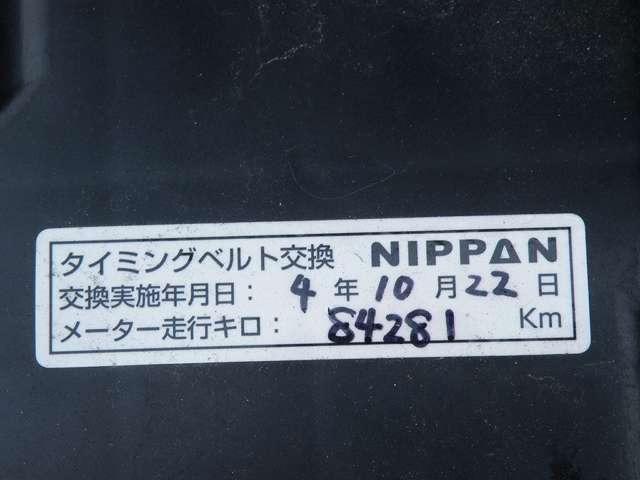 タイミングベルト交換 NIPPAN
交換実施年月日： 4 年 10 月 22 日
メーター走行キロ： 84281 Km